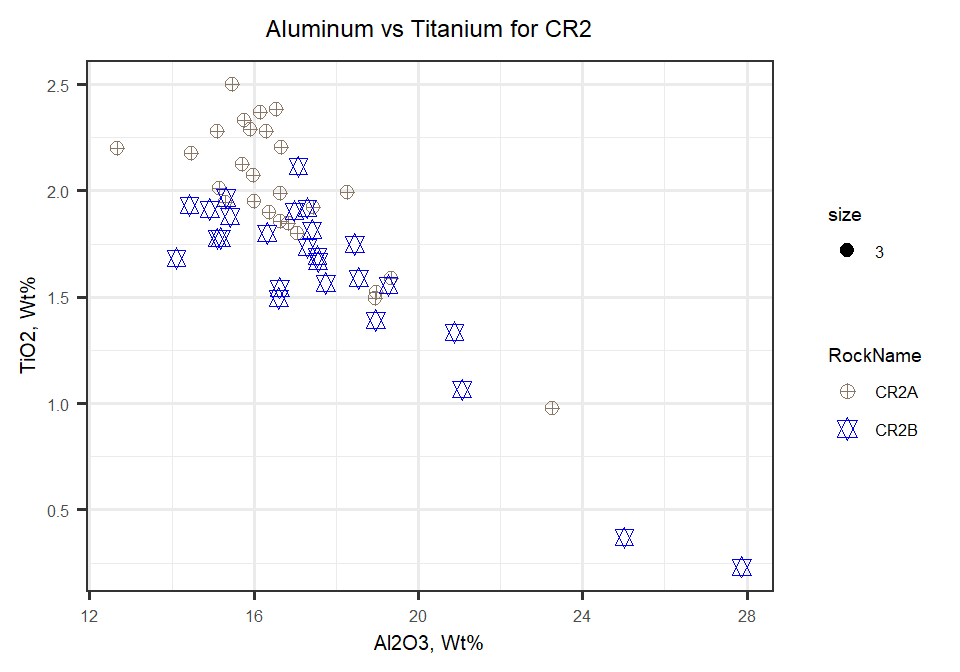 Aluminum vs Titanium for CR2
TiO2, Wt%
2.5
2.0
1.5
1.0
0.5
12
16
20
24
28
Al2O3, Wt%
size
3
RockName
CR2A
CR2B